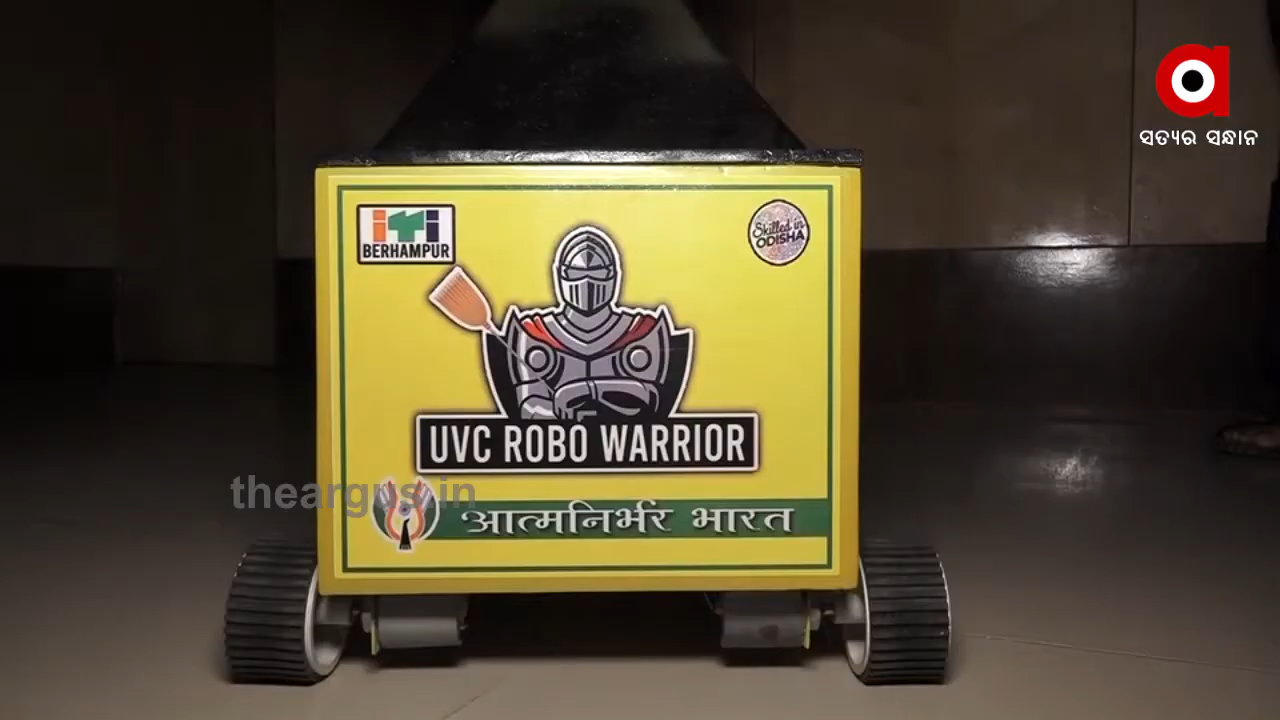 ସତ୍ୟର ସନ୍ଧାନ
iTi
BERHAMPUR
Skilled in
ODISHA
UVC ROBO WARRIOR
theargus.in
आत्मनिर्भर भारत